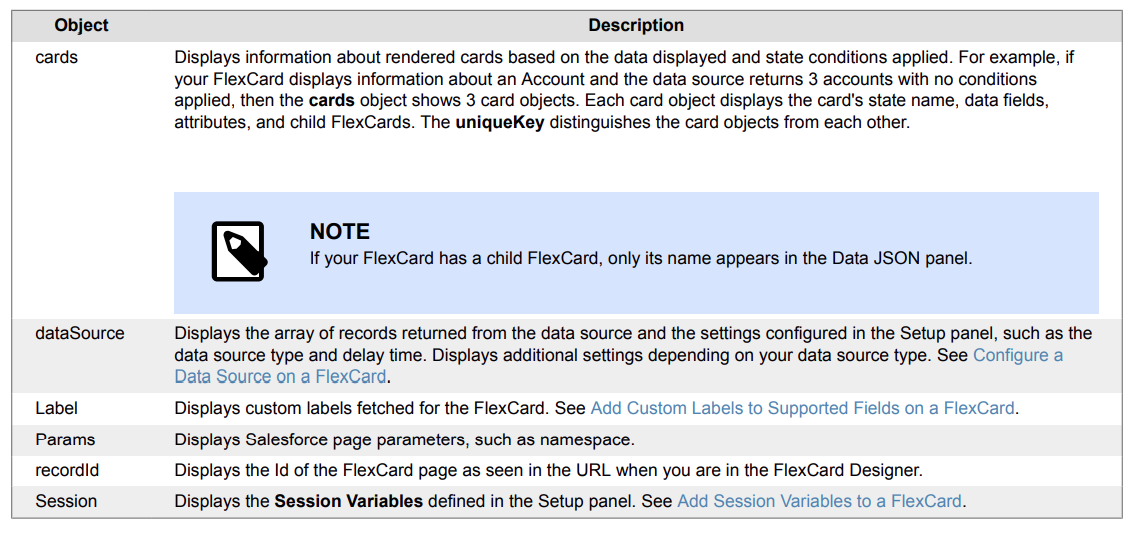 Object Description
cards Displays information about rendered cards based on the data displayed and state conditions applied. For example, if
your FlexCard displays information about an Account and the data source returns 3 accounts with no conditions
applied, then the cards object shows 3 card objects. Each card object displays the card's state name, data fields,
attributes, and child FlexCards. The uniqueKey distinguishes the card objects from each other.
NOTE
If your FlexCard has a child FlexCard, only its name appears in the Data JSON panel.
dataSource Displays the array of records returned from the data source and the settings configured in the Setup panel, such as the
data source type and delay time. Displays additional settings depending on your data source type. See Configure a
Data Source on a FlexCard.
Label Displays custom labels fetched for the FlexCard. See Add Custom Labels to Supported Fields on a FlexCard.
Params Displays Salesforce page parameters, such as namespace.
recordId Displays the Id of the FlexCard page as seen in the URL when you are in the FlexCard Designer.
Session Displays the Session Variables defined in the Setup panel. See Add Session Variables to a FlexCard.